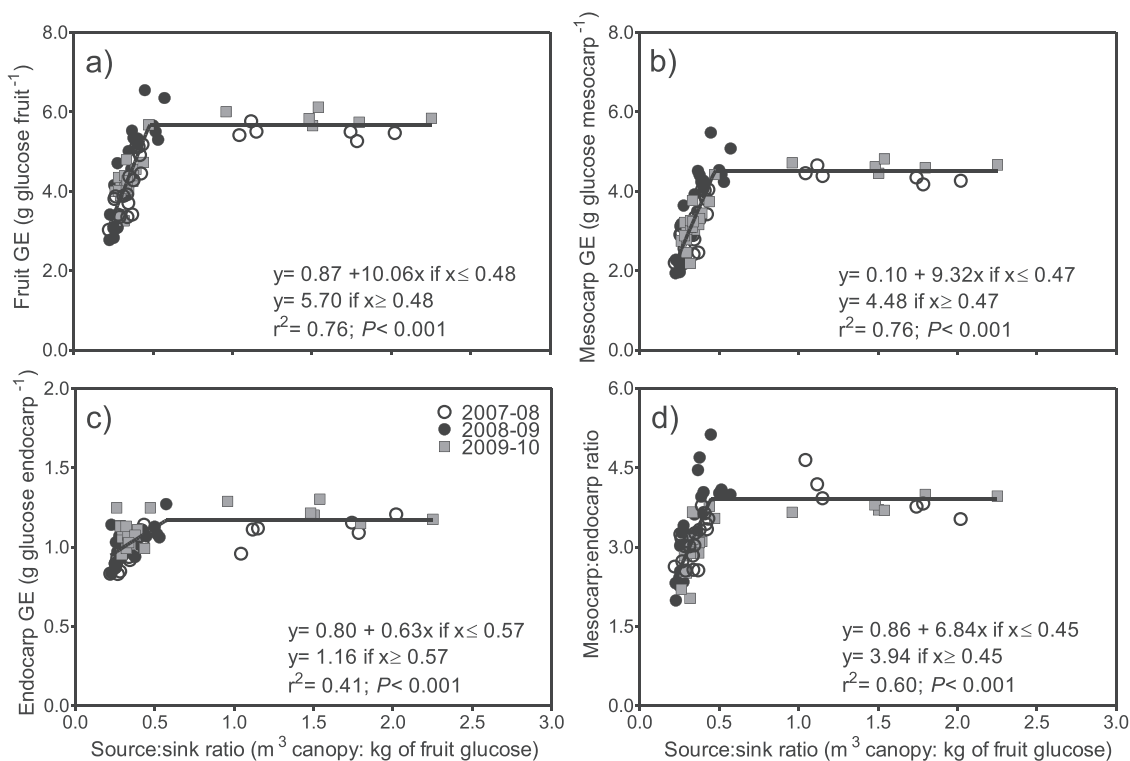 8.0
6.0
4.0
2.0
0.0
Fruit GE (g glucose fruit⁻¹)
a)
y= 0.87 +10.06x if x≤ 0.48
y= 5.70 if x≥ 0.48
r²= 0.76; P< 0.001
8.0
6.0
4.0
2.0
0.0
Mesocarp GE (g glucose mesocarp⁻¹)
b)
y= 0.10 + 9.32x if x≤ 0.47
y= 4.48 if x≥ 0.47
r²= 0.76; P< 0.001
2.0
1.5
1.0
0.5
0.0
Endocarp GE (g glucose endocarp⁻¹)
c)
2007-08
2008-09
2009-10
y= 0.80 + 0.63x if x≤ 0.57
y= 1.16 if x≥ 0.57
r²= 0.41; P< 0.001
0.0 0.5 1.0 1.5 2.0 2.5 3.0
Source:sink ratio (m³ canopy: kg of fruit glucose)
6.0
4.5
3.0
1.5
0.0
Mesocarp:endocarp ratio
d)
y= 0.86 + 6.84x if x≤ 0.45
y= 3.94 if x≥ 0.45
r²= 0.60; P< 0.001
0.0 0.5 1.0 1.5 2.0 2.5 3.0
Source:sink ratio (m³ canopy: kg of fruit glucose)